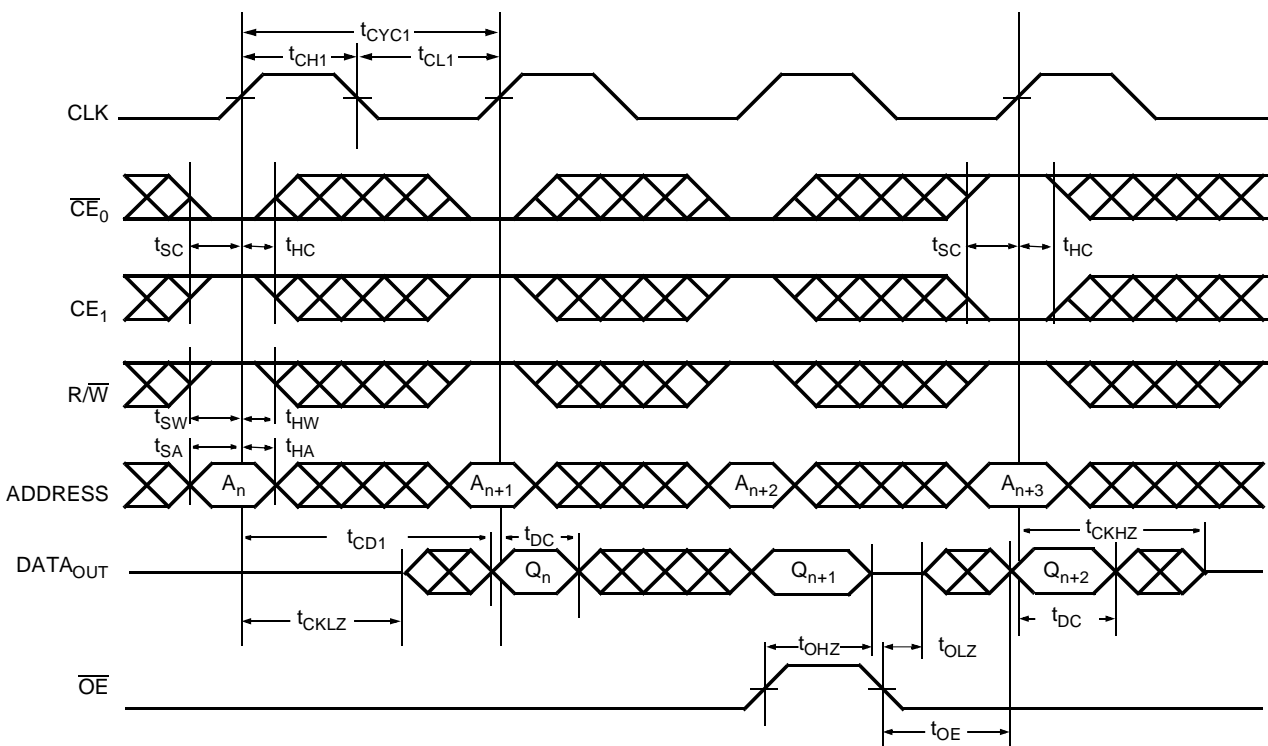 tCYC1
tCH1
tCL1
CLK
CE0
tSC
tHC
tSC
tHC
CE1
R/W
tSW
tHW
tSA
tHA
ADDRESS
An
An+1
An+2
An+3
tCD1
tDC
tCKHZ
DATAOUT
Qn
Qn+1
Qn+2
tCKLZ
tDC
tOHZ
tOLZ
OE
tOE